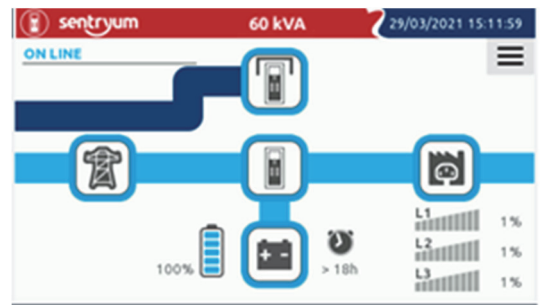 sentryum 60 kVA 29/03/2021 15:11:59
ON LINE
100%
> 18h
L1 1%
L2 1%
L3 1%